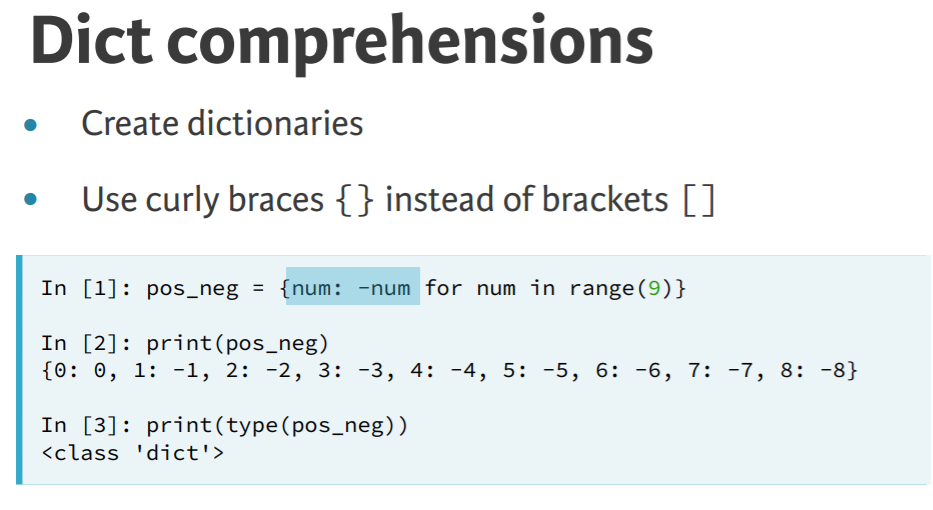 Dict comprehensions
• Create dictionaries
• Use curly braces {} instead of brackets []
In [1]: pos_neg = {num: -num for num in range(9)}
In [2]: print(pos_neg)
{0: 0, 1: -1, 2: -2, 3: -3, 4: -4, 5: -5, 6: -6, 7: -7, 8: -8}
In [3]: print(type(pos_neg))
<class 'dict'>